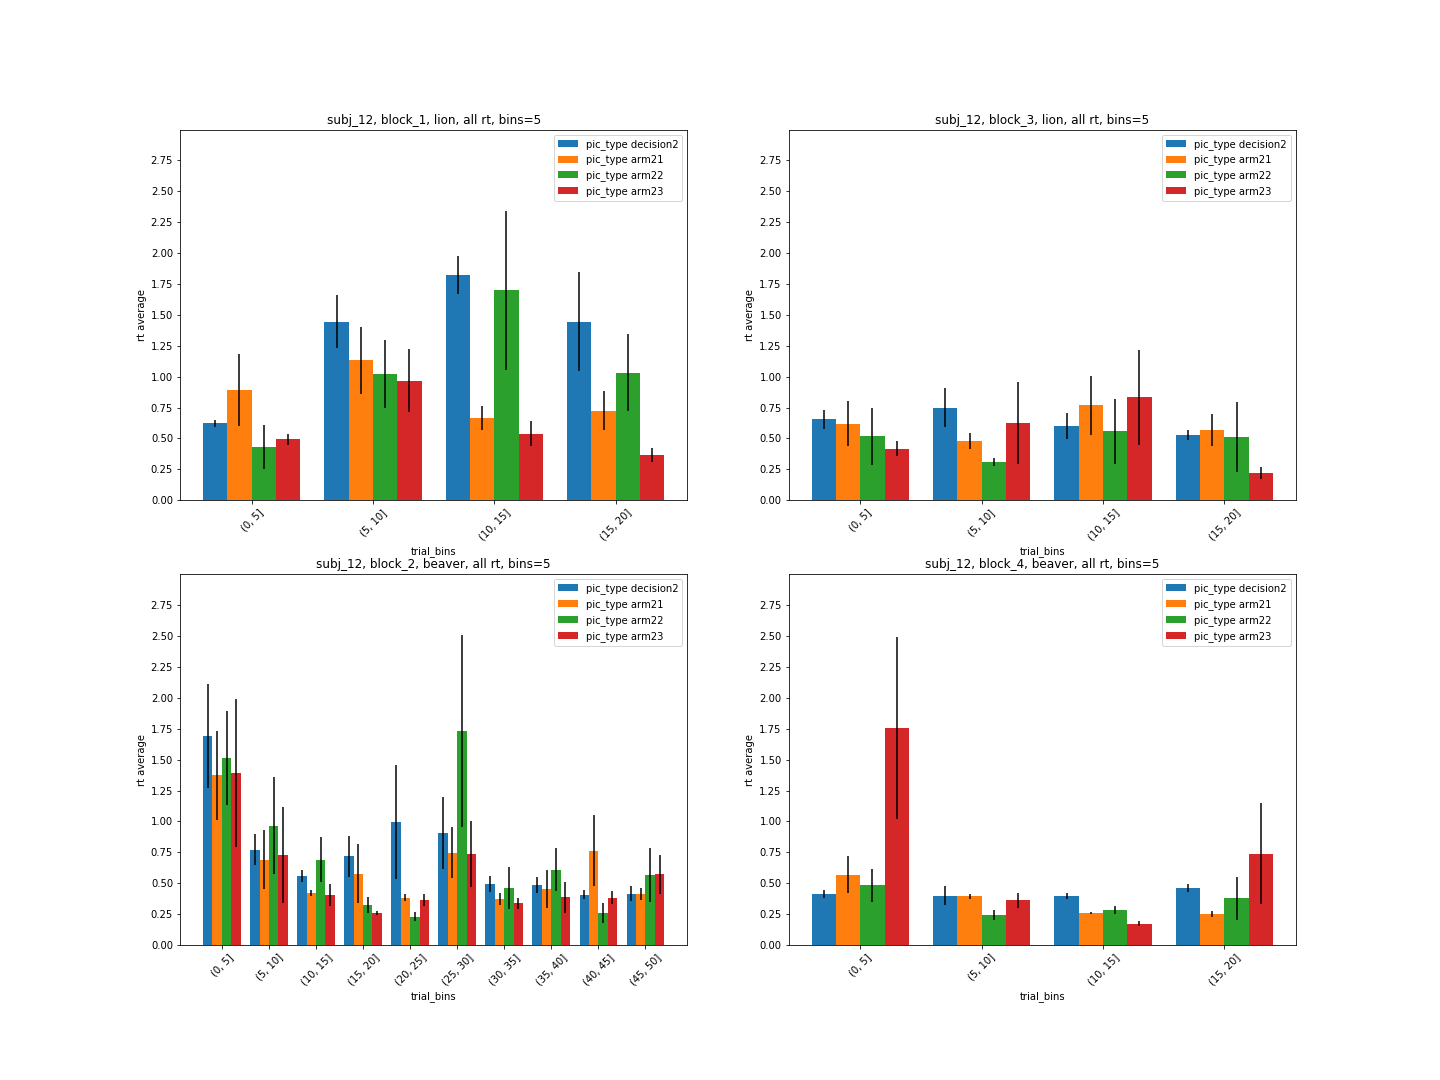 subj_12, block_1, lion, all rt, bins=5
pic_type decision2
pic_type arm21
pic_type arm22
pic_type arm23
rt average
2.75
2.50
2.25
2.00
1.75
1.50
1.25
1.00
0.75
0.50
0.25
0.00
(0, 5]
(5, 10]
(10, 15]
(15, 20]
trial_bins
subj_12, block_3, lion, all rt, bins=5
pic_type decision2
pic_type arm21
pic_type arm22
pic_type arm23
rt average
2.75
2.50
2.25
2.00
1.75
1.50
1.25
1.00
0.75
0.50
0.25
0.00
(0, 5]
(5, 10]
(10, 15]
(15, 20]
trial_bins
subj_12, block_2, beaver, all rt, bins=5
pic_type decision2
pic_type arm21
pic_type arm22
pic_type arm23
rt average
2.75
2.50
2.25
2.00
1.75
1.50
1.25
1.00
0.75
0.50
0.25
0.00
(0, 5]
(5, 10]
(10, 15]
(15, 20]
(20, 25]
(25, 30]
(30, 35]
(35, 40]
(40, 45]
(45, 50]
trial_bins
subj_12, block_4, beaver, all rt, bins=5
pic_type decision2
pic_type arm21
pic_type arm22
pic_type arm23
rt average
2.75
2.50
2.25
2.00
1.75
1.50
1.25
1.00
0.75
0.50
0.25
0.00
(0, 5]
(5, 10]
(10, 15]
(15, 20]
trial_bins